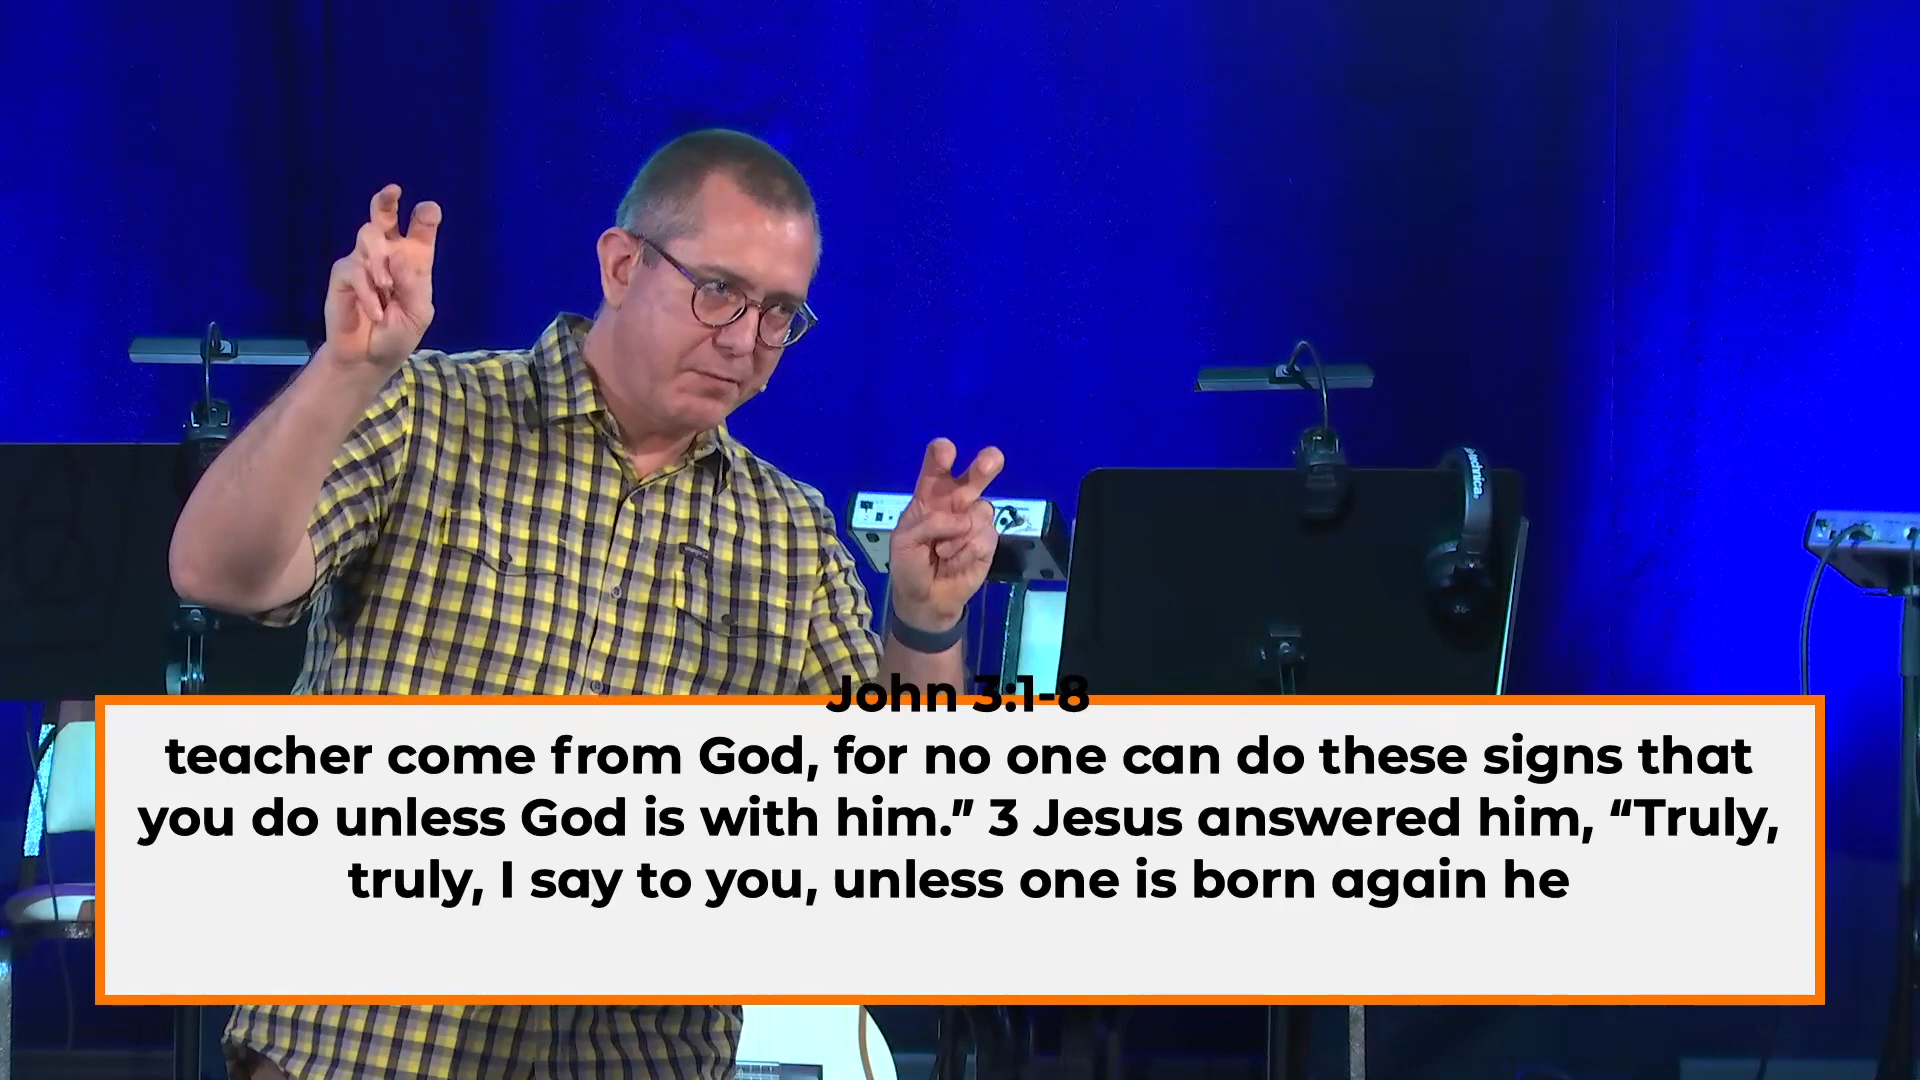 technica
John 3:1-8
teacher come from God, for no one can do these signs that
you do unless God is with him.” 3 Jesus answered him, “Truly,
truly, I say to you, unless one is born again he